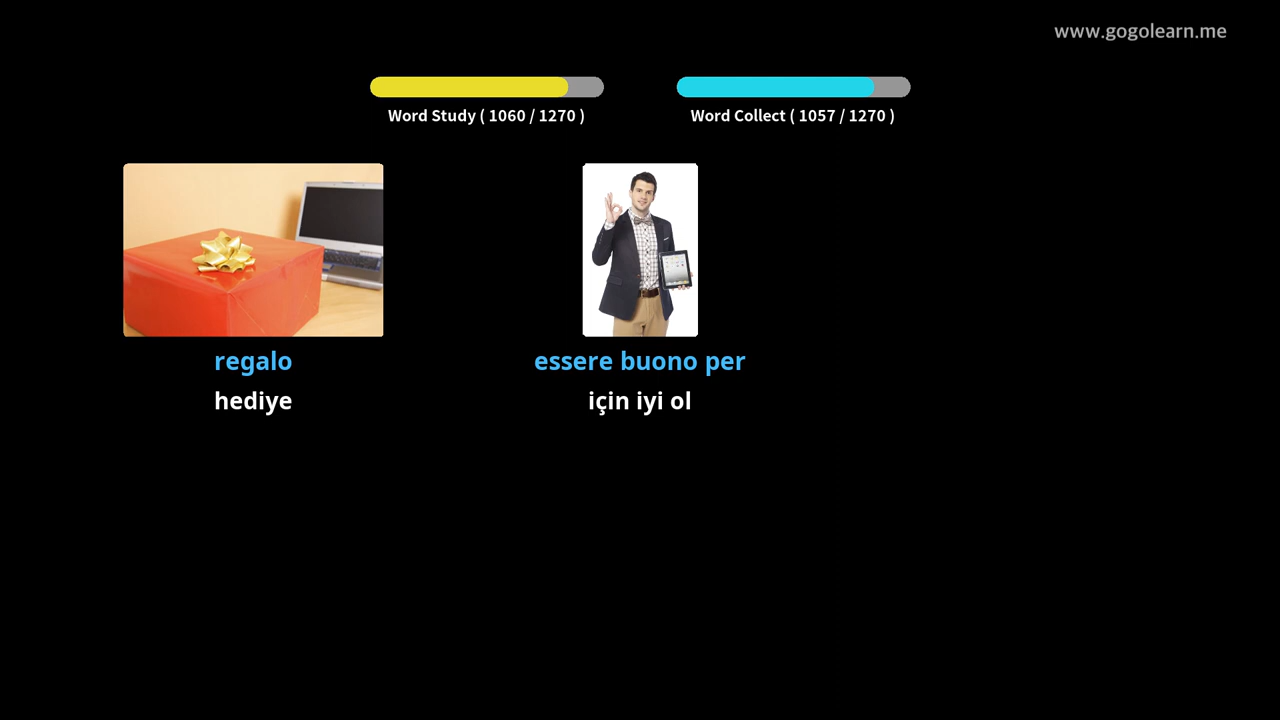 www.gogolearn.me
Word Study ( 1060 / 1270 )
Word Collect ( 1057 / 1270 )
regalo
hediye
essere buono per
için iyi ol